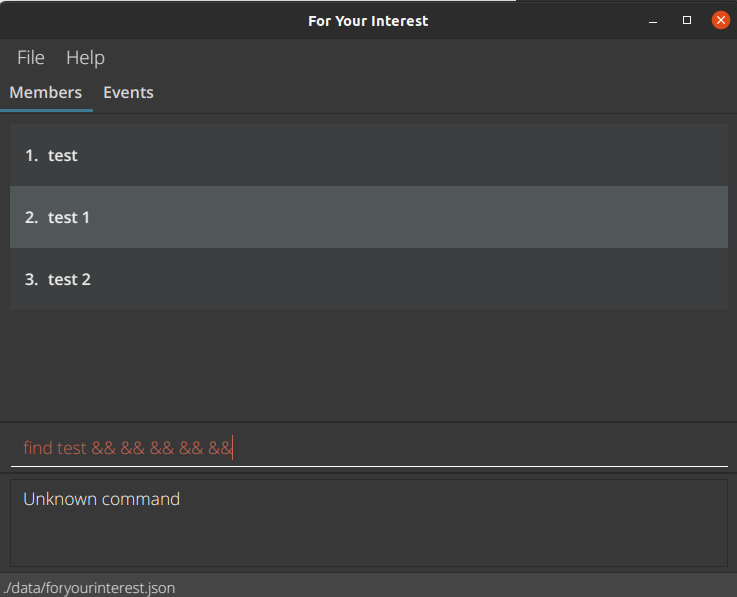 For Your Interest
File Help
Members Events
1. test
2. test 1
3. test 2
find test && && && && &&
Unknown command
./data/foryourinterest.json